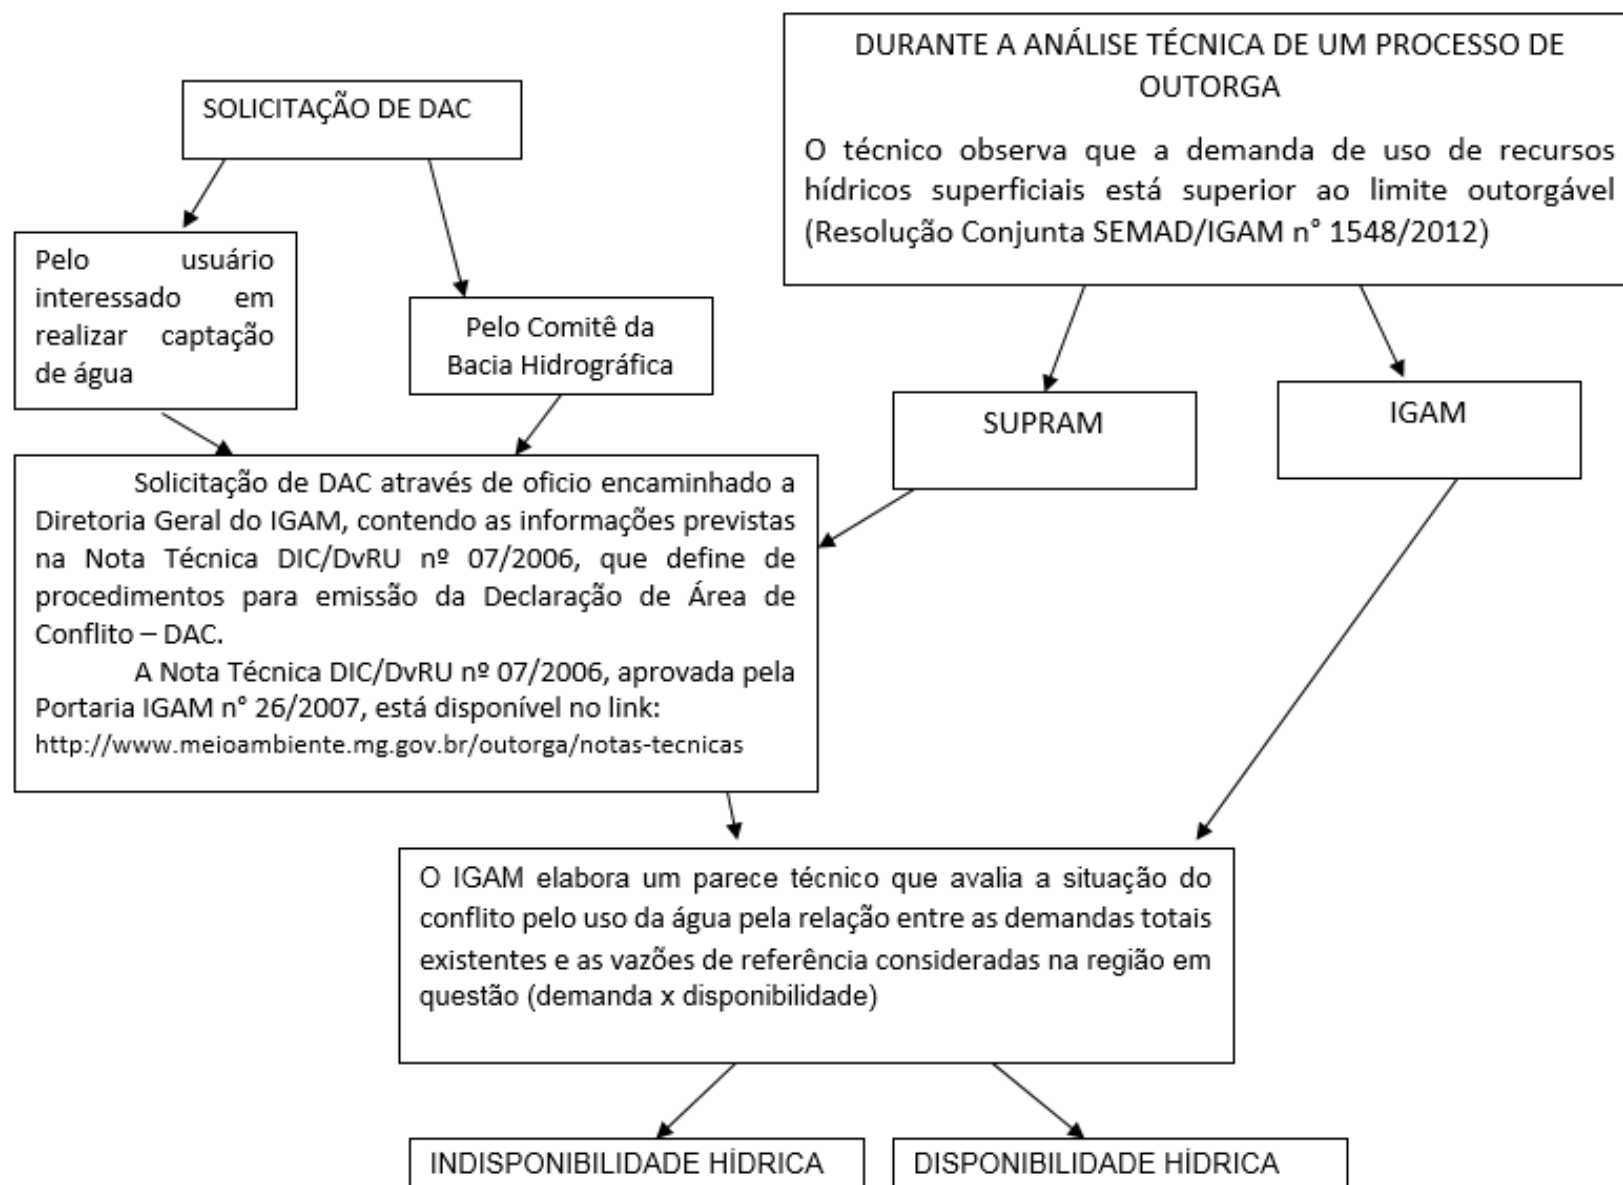 SOLICITAÇÃO DE DAC
DURANTE A ANÁLISE TÉCNICA DE UM PROCESSO DE
OUTORGA
O técnico observa que a demanda de uso de recursos
hídricos superficiais está superior ao limite outorgável
(Resolução Conjunta SEMAD/IGAM n° 1548/2012)
Pelo usuário
interessado em
realizar captação
de água
Pelo Comitê da
Bacia Hidrográfica
SUPRAM
IGAM
Solicitação de DAC através de oficio encaminhado a
Diretoria Geral do IGAM, contendo as informações previstas
na Nota Técnica DIC/DvRU nº 07/2006, que define de
procedimentos para emissão da Declaração de Área de
Conflito – DAC.
A Nota Técnica DIC/DvRU nº 07/2006, aprovada pela
Portaria IGAM n° 26/2007, está disponível no link:
http://www.meioambiente.mg.gov.br/outorga/notas-tecnicas
O IGAM elabora um parece técnico que avalia a situação do
conflito pelo uso da água pela relação entre as demandas totais
existentes e as vazões de referência consideradas na região em
questão (demanda x disponibilidade)
INDISPONIBILIDADE HÍDRICA
DISPONIBILIDADE HÍDRICA